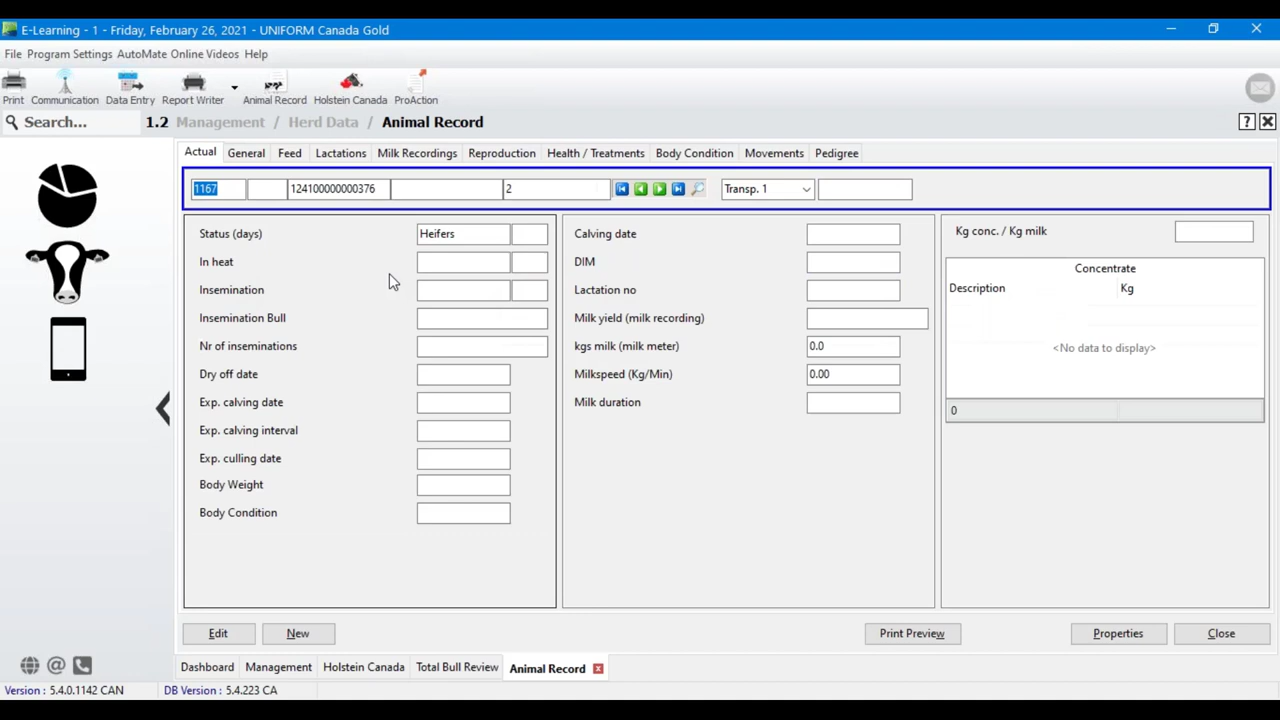 E-Learning - 1 - Friday, February 26, 2021 - UNIFORM Canada Gold
File Program Settings AutoMate Online Videos Help
Print Communication Data Entry Report Writer Animal Record Holstein Canada ProAction
Search... 1.2 Management / Herd Data / Animal Record ?
Actual General Feed Lactations Milk Recordings Reproduction Health / Treatments Body Condition Movements Pedigree
1167 124100000000376 2 Transp. 1
Status (days) Heifers
In heat
Insemination
Insemination Bull
Nr of inseminations
Dry off date
Exp. calving date
Exp. calving interval
Exp. culling date
Body Weight
Body Condition
Calving date
DIM
Lactation no
Milk yield (milk recording)
kgs milk (milk meter) 0.0
Milkspeed (Kg/Min) 0.00
Milk duration
Kg conc. / Kg milk
Concentrate
Description Kg
<No data to display>
0
Edit New Print Preview Properties Close
Dashboard Management Holstein Canada Total Bull Review Animal Record
Version : 5.4.0.1142 CAN DB Version : 5.4.223 CA